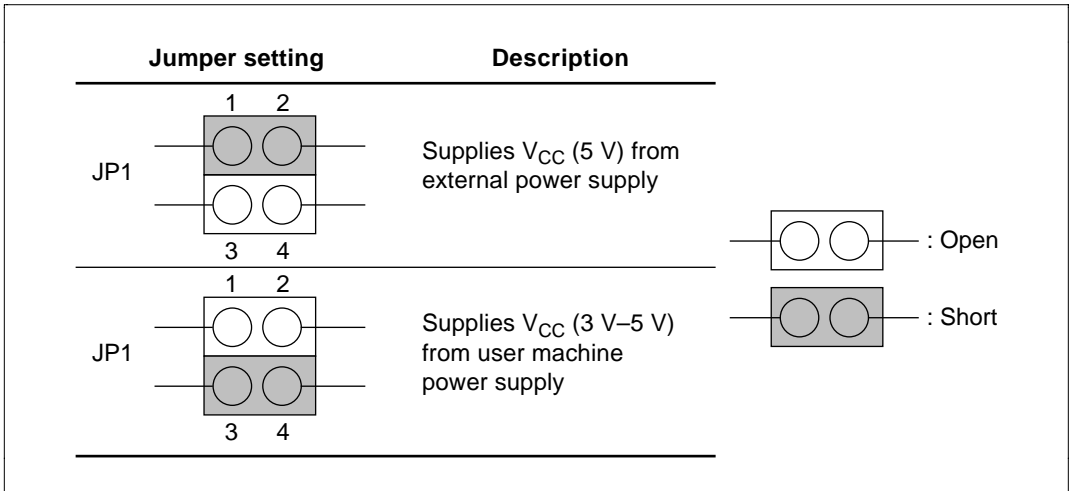 Jumper setting Description
1 2
JP1
3 4
Supplies VCC (5 V) from
external power supply
1 2
JP1
3 4
Supplies VCC (3 V–5 V)
from user machine
power supply
: Open
: Short